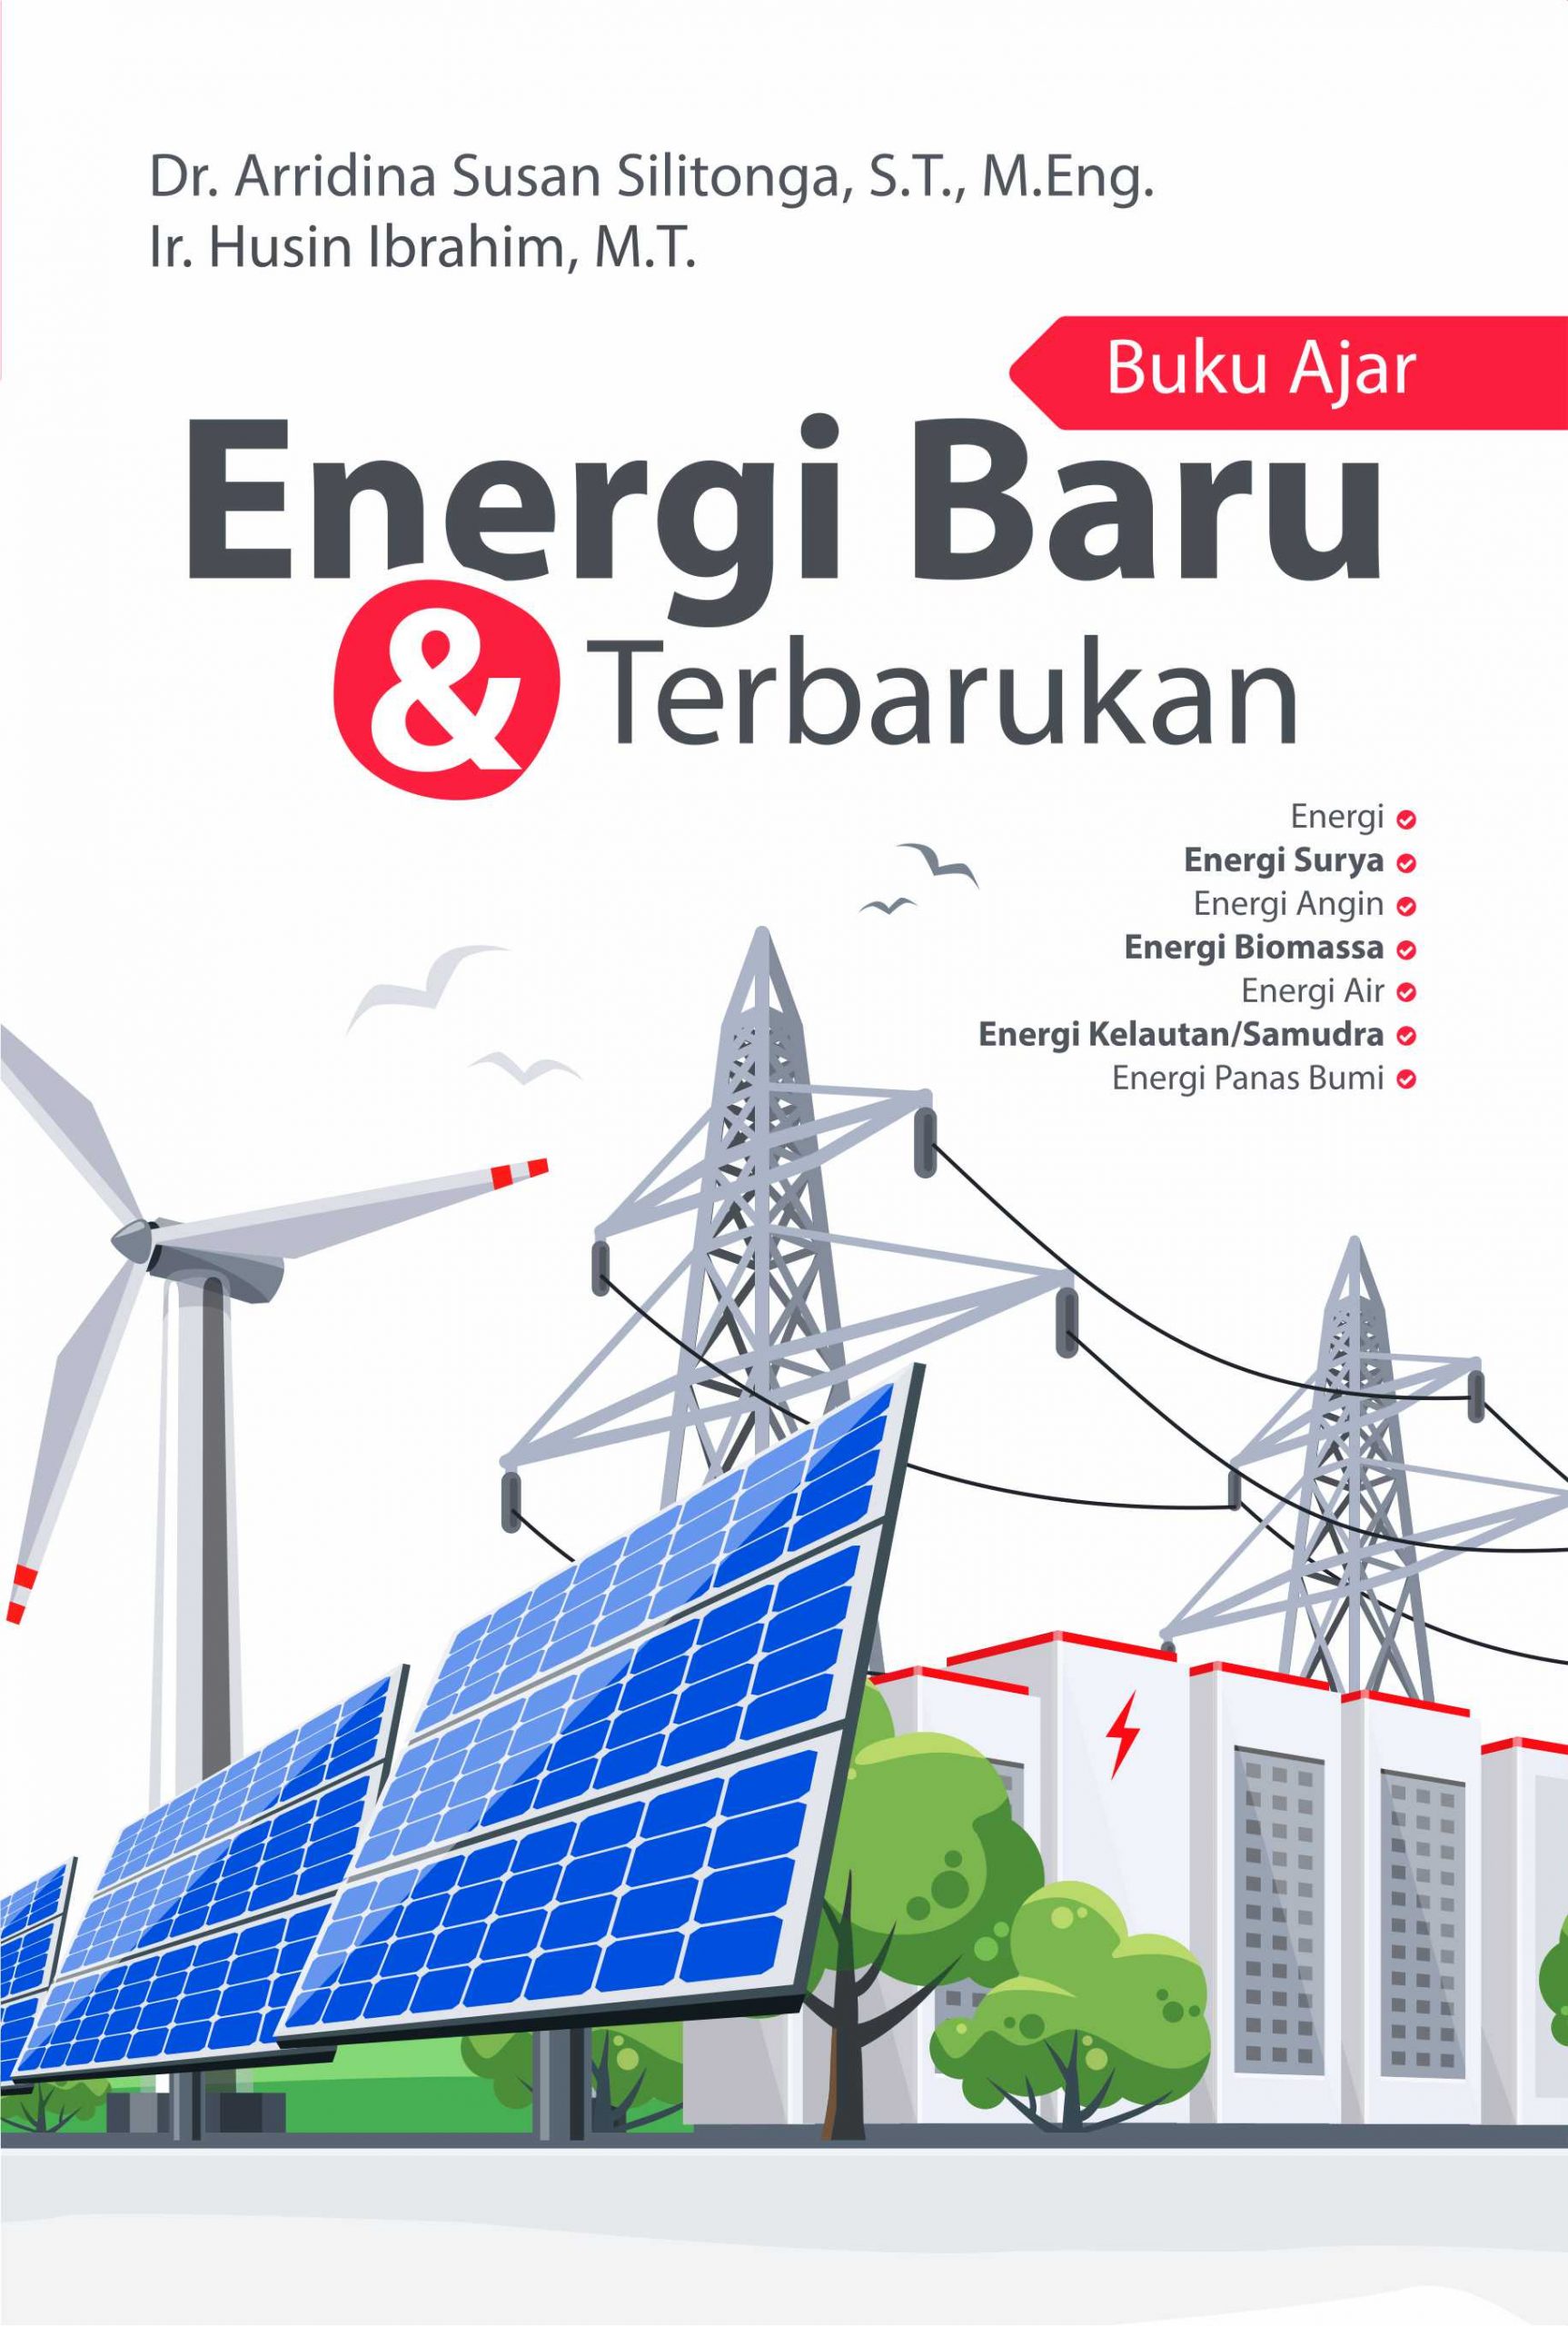 Dr. Arridina Susan Silitonga, S.T., M.Eng.
Ir. Husin Ibrahim, M.T.
Buku Ajar
Energi Baru
& Terbarukan
Energi
Energi Surya
Energi Angin
Energi Biomassa
Energi Air
Energi Kelautan/Samudra
Energi Panas Bumi